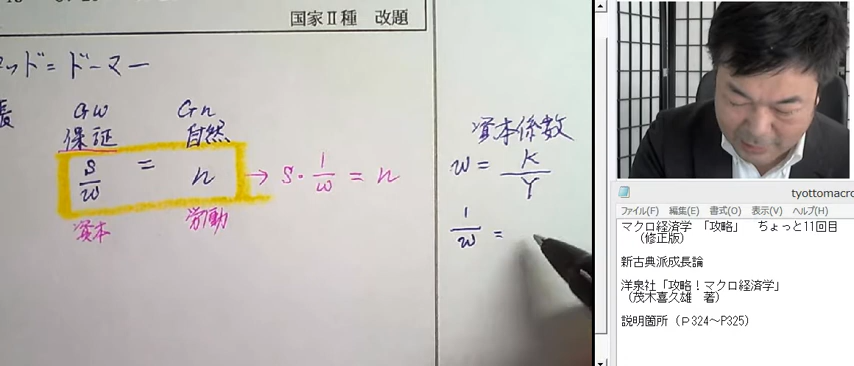 国家Ⅱ種 改題
ッド=ドーマー
長
Gw Gn
保証 自然
s/w = n → s・1/w = n
資本 労働
資本係数
w = K/Y
1/w =
tyottomacro
ファイル(F) 編集(E) 書式(O) 表示(V) ヘルプ(H)
マクロ経済学 「攻略」 ちょっと11回目
(修正版)
新古典派成長論
洋泉社「攻略!マクロ経済学」
(茂木喜久雄 著)
説明箇所(P324~P325)